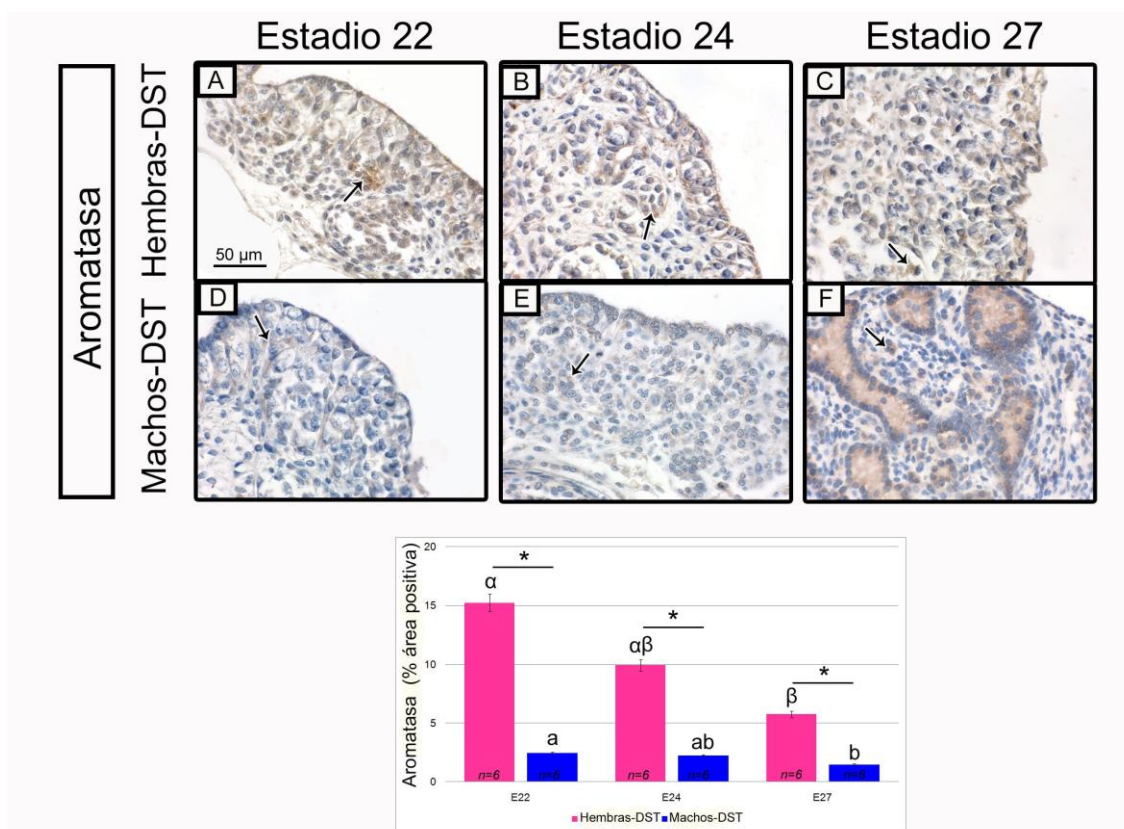 Estadio 22
Estadio 24
Estadio 27
Aromatasa
Hembras-DST
Machos-DST
A
50 µm
B
C
D
E
F
Aromatasa (% área positiva)
20
15
10
5
0
*
α
a
*
αβ
ab
*
β
b
n=6
n=6
n=6
n=6
n=6
n=6
E22
E24
E27
Hembras-DST
Machos-DST